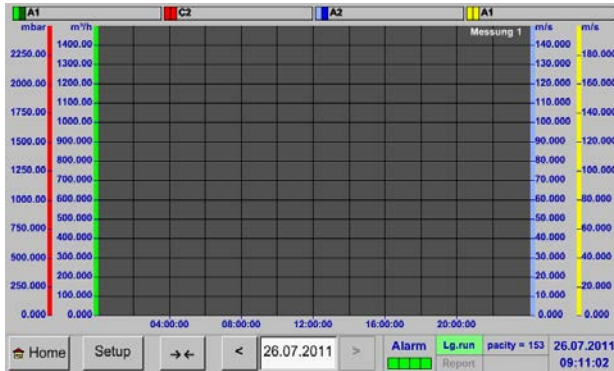 A1 C2 A2 A1
mbar m³/h m/s m/s
Messung 1
1400.000 140.000
2250.00 180.000
1300.00 130.000
2000.00 1200.00 120.000 160.000
1750.00 1100.00 110.000 140.000
1000.00 100.000
1500.00 900.000 90.000 120.000
800.000 80.000
1250.00 700.000 70.000 100.000
1000.00 600.000 60.000 80.000
500.000 50.000
750.000 400.000 40.000 60.000
500.000 300.000 30.000 40.000
200.000 20.000
250.000 100.000 10.000 20.000
0.000 0.000 0.000 0.000
04:00:00 08:00:00 12:00:00 16:00:00 20:00:00
Home Setup →← < 26.07.2011 > Alarm Lg.run pacity = 153 26.07.2011
Report 09:11:02